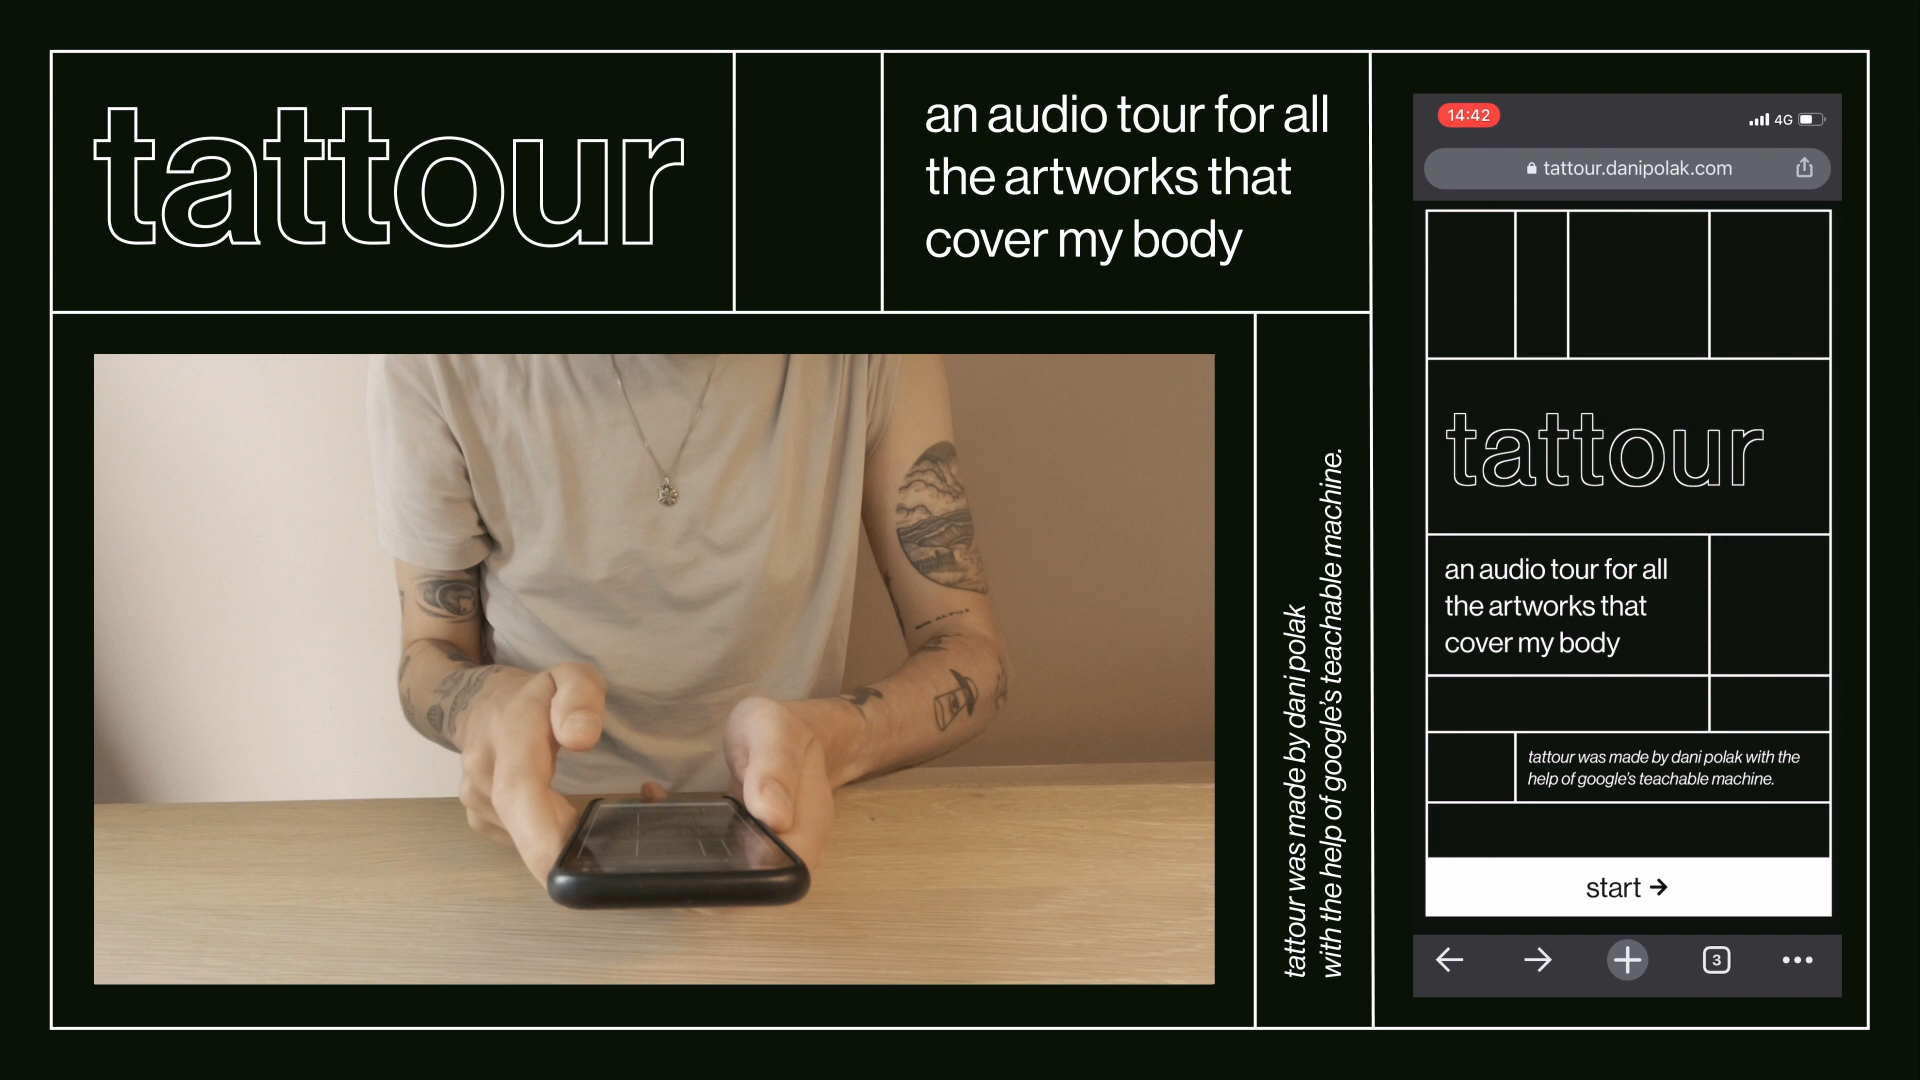 tattour
an audio tour for all
the artworks that
cover my body
tattour was made by dani polak
with the help of google's teachable machine.
14:42
4G
tattour.danipolak.com
tattour
an audio tour for all
the artworks that
cover my body
tattour was made by dani polak with the
help of google's teachable machine.
start →
3